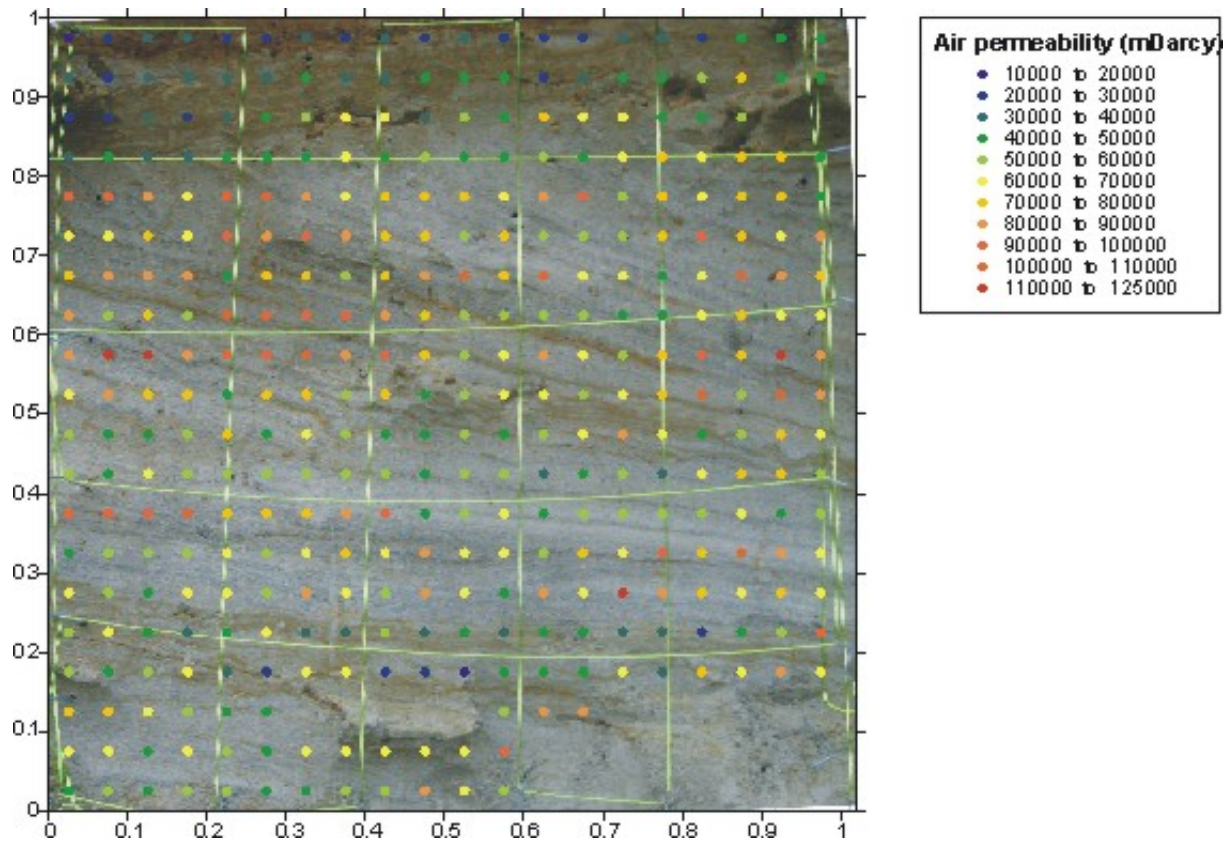 Air permeability (mDarcy)
10000 to 20000
20000 to 30000
30000 to 40000
40000 to 50000
50000 to 60000
60000 to 70000
70000 to 80000
80000 to 90000
90000 to 100000
100000 to 110000
110000 to 125000
1
0.9
0.8
0.7
0.6
0.5
0.4
0.3
0.2
0.1
0
0 0.1 0.2 0.3 0.4 0.5 0.6 0.7 0.8 0.9 1